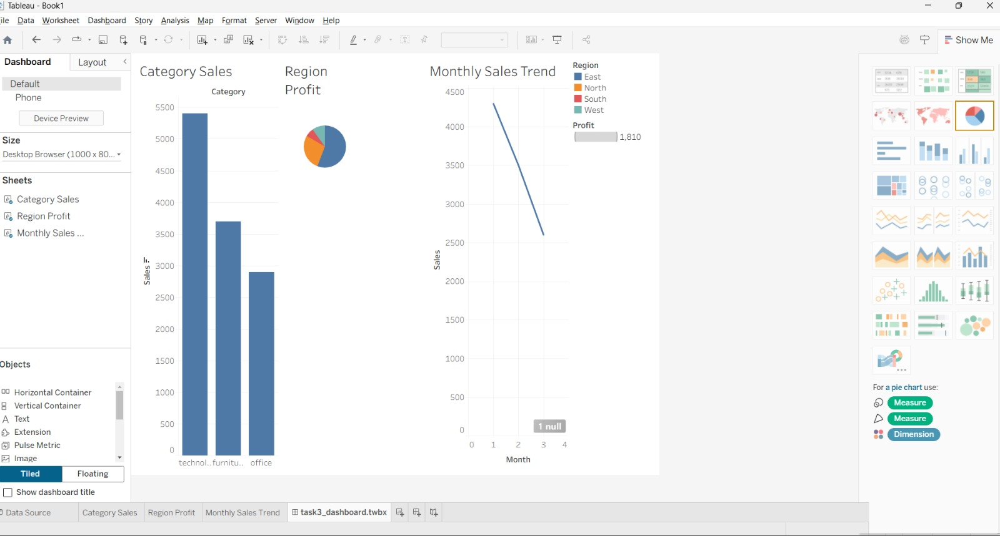 Tableau - Book1
ile Data Worksheet Dashboard Story Analysis Map Format Server Window Help
Show Me
Dashboard Layout
Default
Phone
Device Preview
Size
Desktop Browser (1000 x 80...
Sheets
Category Sales
Region Profit
Monthly Sales ...
Objects
Horizontal Container
Vertical Container
Text
Extension
Pulse Metric
Image
Tiled Floating
Show dashboard title
Category Sales
Category
5500
5000
4500
4000
3500
3000
2500
2000
1500
1000
500
0
Sales
technol.. furnitu.. office
Region
Profit
Monthly Sales Trend
4500
4000
3500
3000
2500
2000
1500
1000
500
0
Sales
1 null
0 1 2 3 4
Month
Region
East
North
South
West
Profit
1,810
For a pie chart use:
Measure
Measure
Dimension
Data Source Category Sales Region Profit Monthly Sales Trend task3_dashboard.twbx